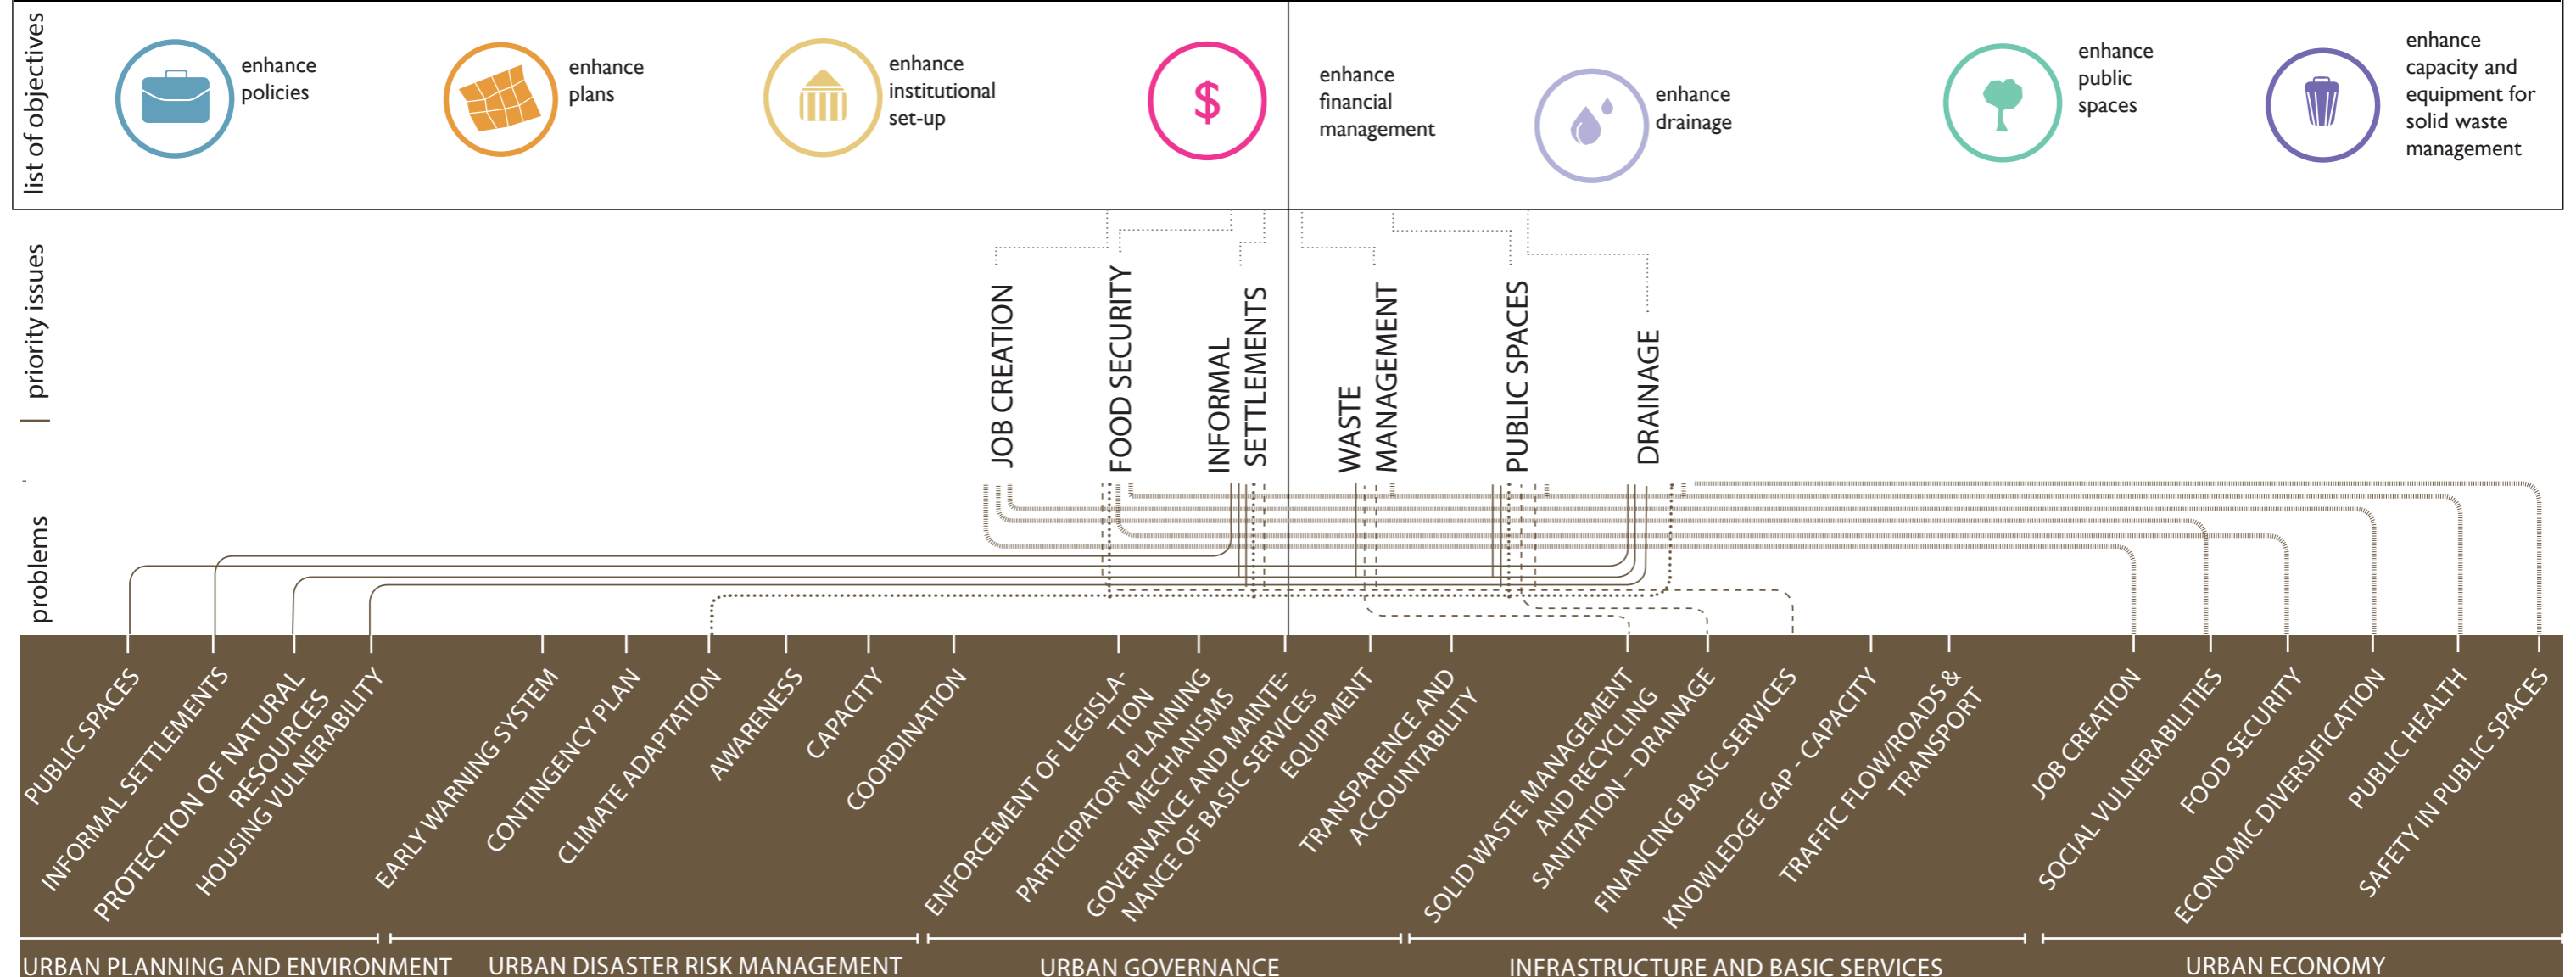 list of objectives
enhance
policies
enhance
plans
enhance
institutional
set-up
$
enhance
financial
management
enhance
drainage
enhance
public
spaces
enhance
capacity and
equipment for
solid waste
management
priority issues
JOB CREATION
FOOD SECURITY
INFORMAL
SETTLEMENTS
WASTE
MANAGEMENT
PUBLIC SPACES
DRAINAGE
problems
PUBLIC SPACES
INFORMAL SETTLEMENTS
PROTECTION OF NATURAL
RESOURCES
HOUSING VULNERABILITY
EARLY WARNING SYSTEM
CONTINGENCY PLAN
CLIMATE ADAPTATION
AWARENESS
CAPACITY
COORDINATION
ENFORCEMENT OF LEGISLA-
TION
PARTICIPATORY PLANNING
MECHANISMS
GOVERNANCE AND MAINTE-
NANCE OF BASIC SERVICES
EQUIPMENT
TRANSPARENCE AND
ACCOUNTABILITY
SOLID WASTE MANAGEMENT
AND RECYCLING
SANITATION – DRAINAGE
FINANCING BASIC SERVICES
KNOWLEDGE GAP - CAPACITY
TRAFFIC FLOW/ROADS &
TRANSPORT
JOB CREATION
SOCIAL VULNERABILITIES
FOOD SECURITY
ECONOMIC DIVERSIFICATION
PUBLIC HEALTH
SAFETY IN PUBLIC SPACES
URBAN PLANNING AND ENVIRONMENT
URBAN DISASTER RISK MANAGEMENT
URBAN GOVERNANCE
INFRASTRUCTURE AND BASIC SERVICES
URBAN ECONOMY